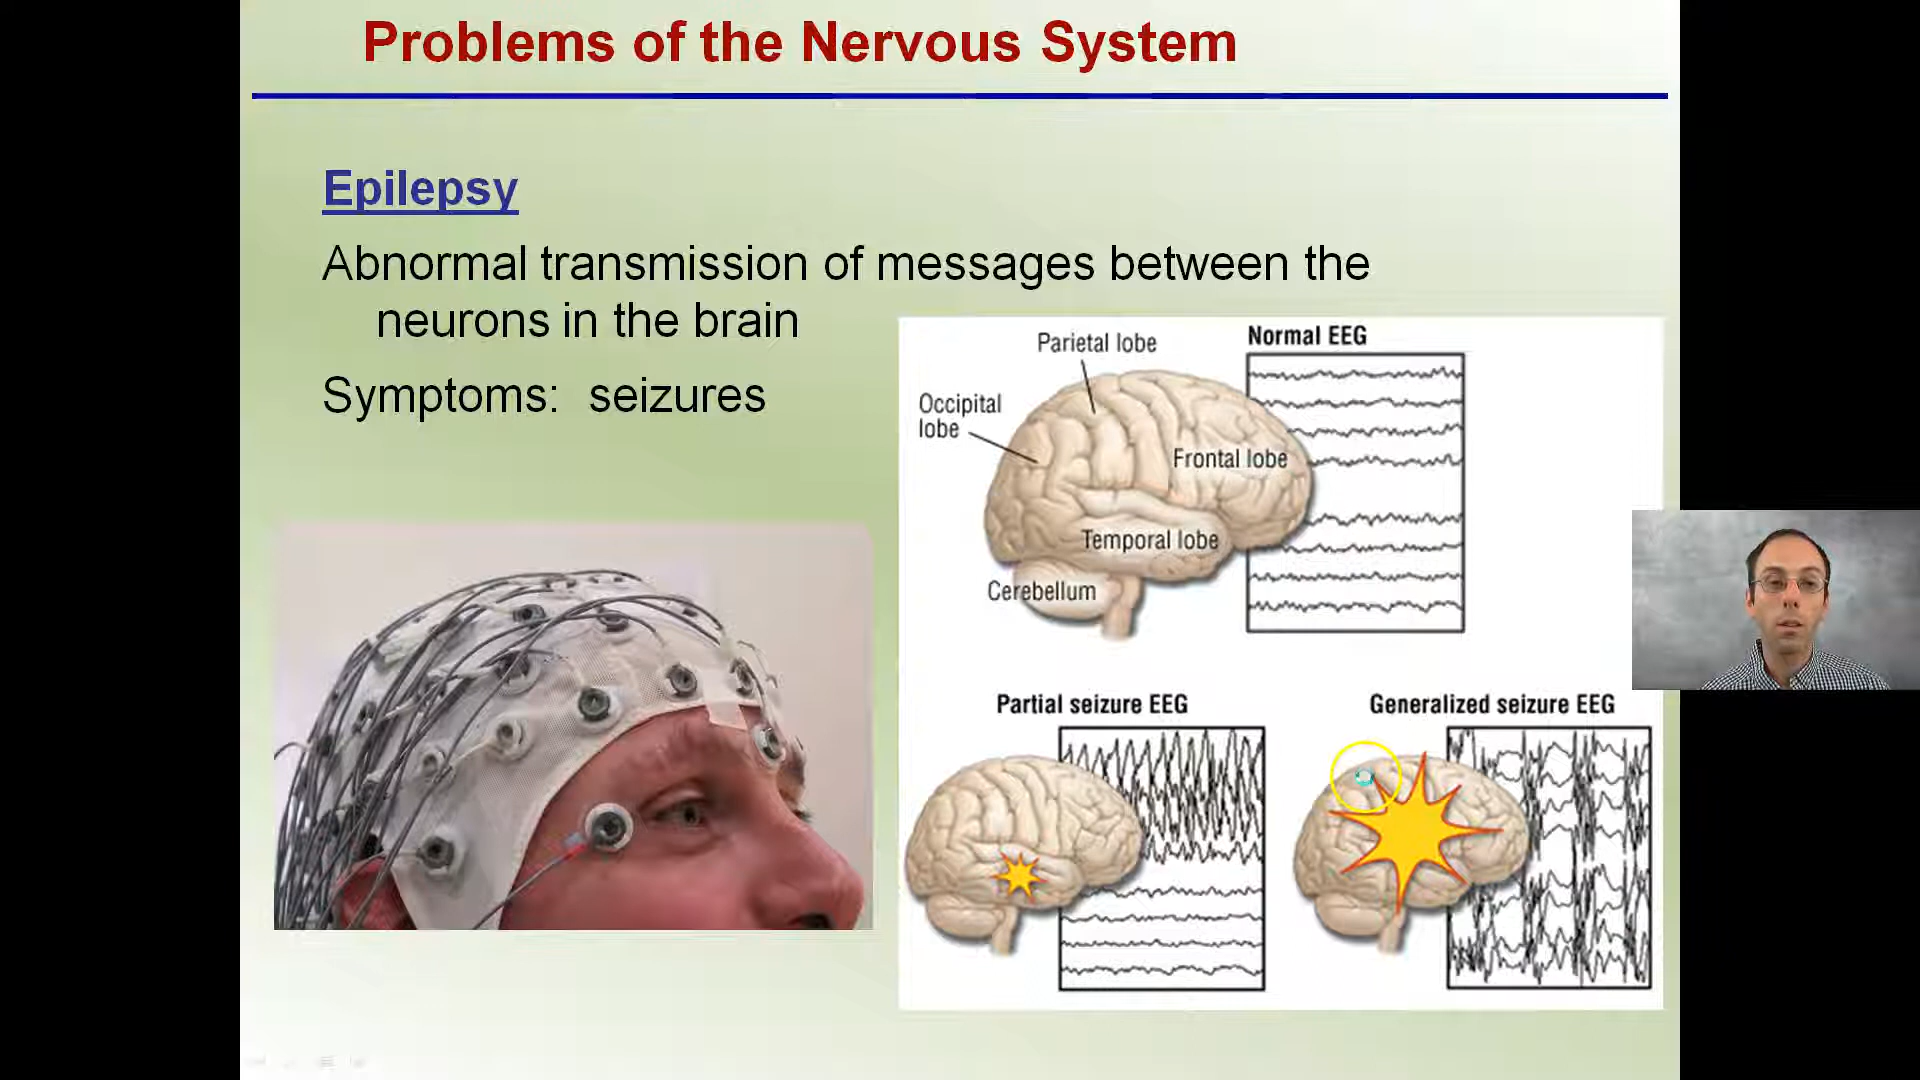 Problems of the Nervous System
Epilepsy
Abnormal transmission of messages between the
neurons in the brain
Symptoms: seizures
Parietal lobe
Normal EEG
Occipital
lobe
Frontal lobe
Temporal lobe
Cerebellum
Partial seizure EEG
Generalized seizure EEG